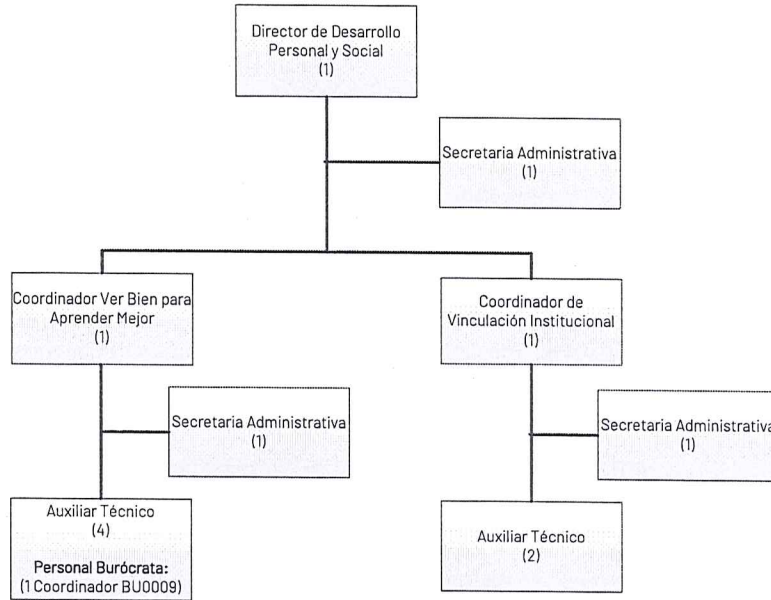 Director de Desarrollo
Personal y Social
(1)
Secretaria Administrativa
(1)
Coordinador Ver Bien para
Aprender Mejor
(1)
Coordinador de
Vinculación Institucional
(1)
Secretaria Administrativa
(1)
Secretaria Administrativa
(1)
Auxiliar Técnico
(4)
Personal Burócrata:
(1 Coordinador BU0009)
Auxiliar Técnico
(2)